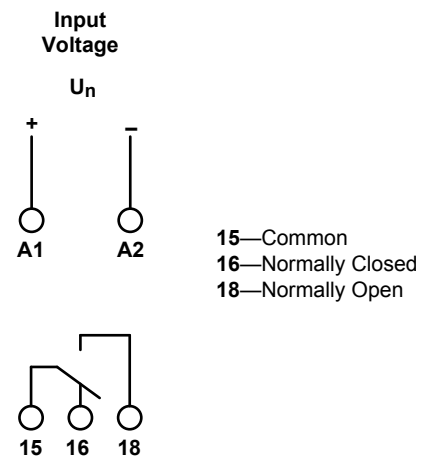 Input
Voltage
Un
+ −
A1 A2
15—Common
16—Normally Closed
18—Normally Open
15 16 18